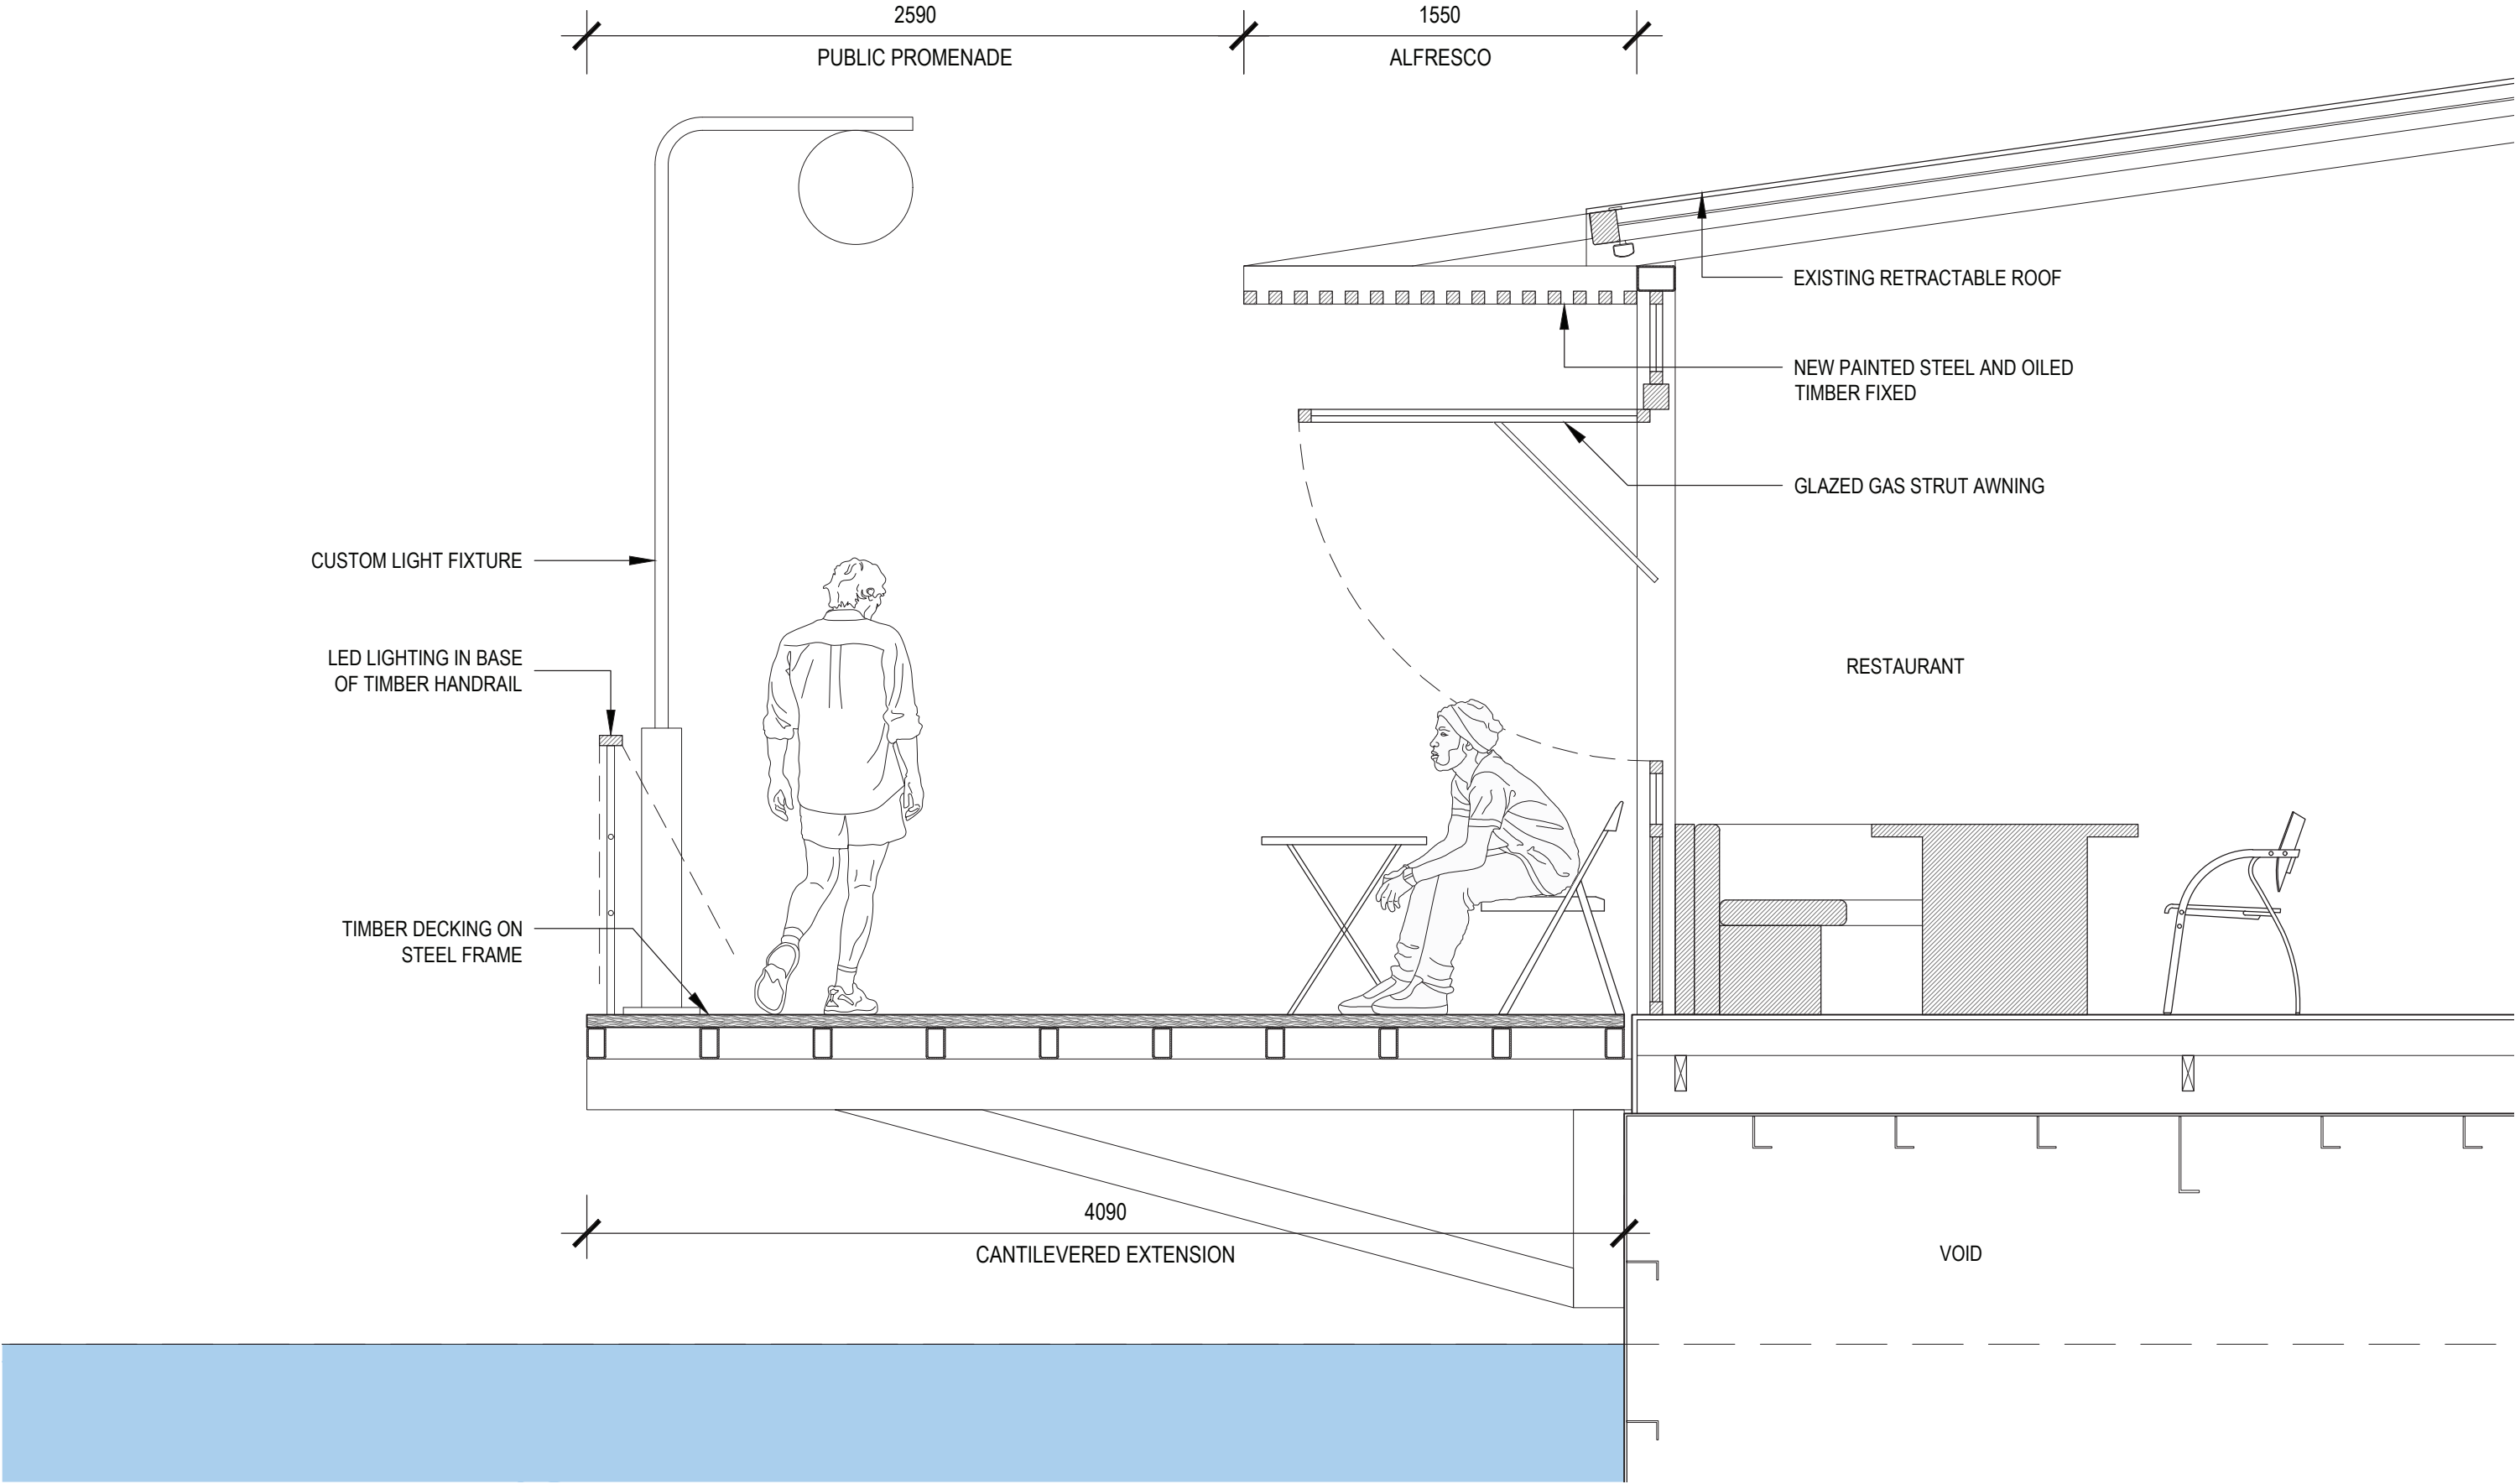 2590
1550
PUBLIC PROMENADE
ALFRESCO
EXISTING RETRACTABLE ROOF
NEW PAINTED STEEL AND OILED
TIMBER FIXED
GLAZED GAS STRUT AWNING
CUSTOM LIGHT FIXTURE
LED LIGHTING IN BASE
OF TIMBER HANDRAIL
RESTAURANT
TIMBER DECKING ON
STEEL FRAME
4090
CANTILEVERED EXTENSION
VOID